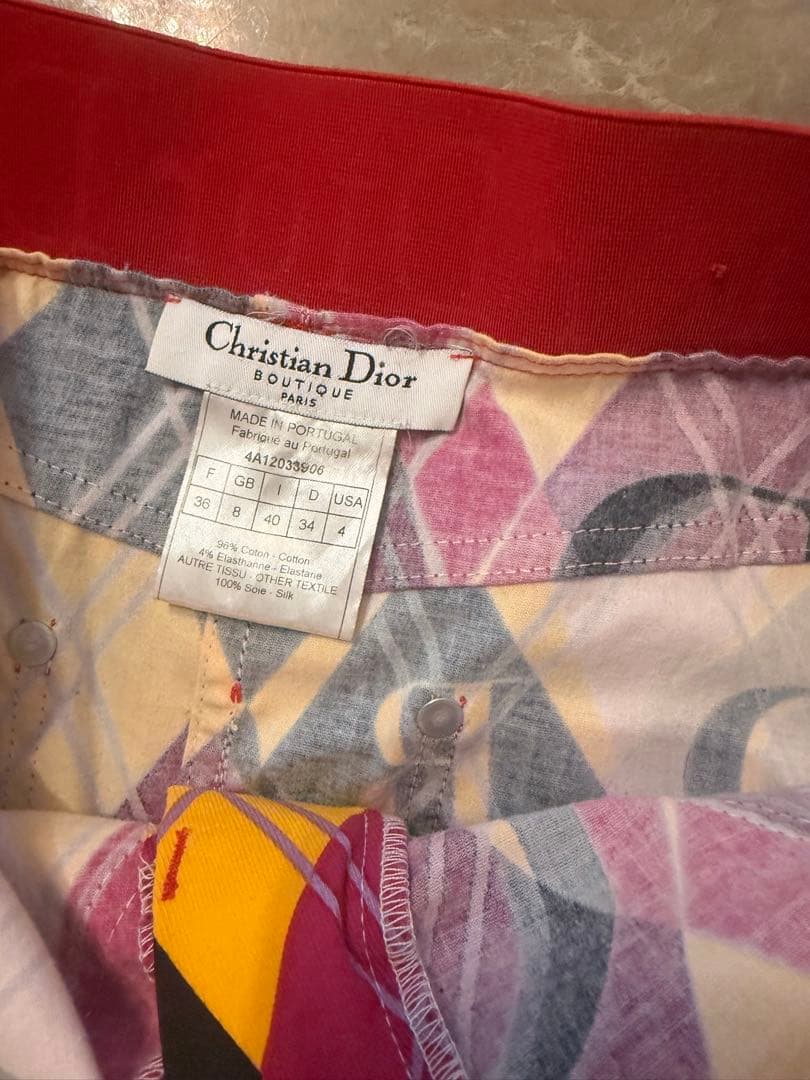 Christian Dior
BOUTIQUE
PARIS
MADE IN PORTUGAL
Fabriqué au Portugal
4A12033906
F GB I D USA
36 8 40 34 4
96% Coton - Cotton
4% Elasthanne - Elastane
AUTRE TISSU - OTHER TEXTILE
100% Soie - Silk